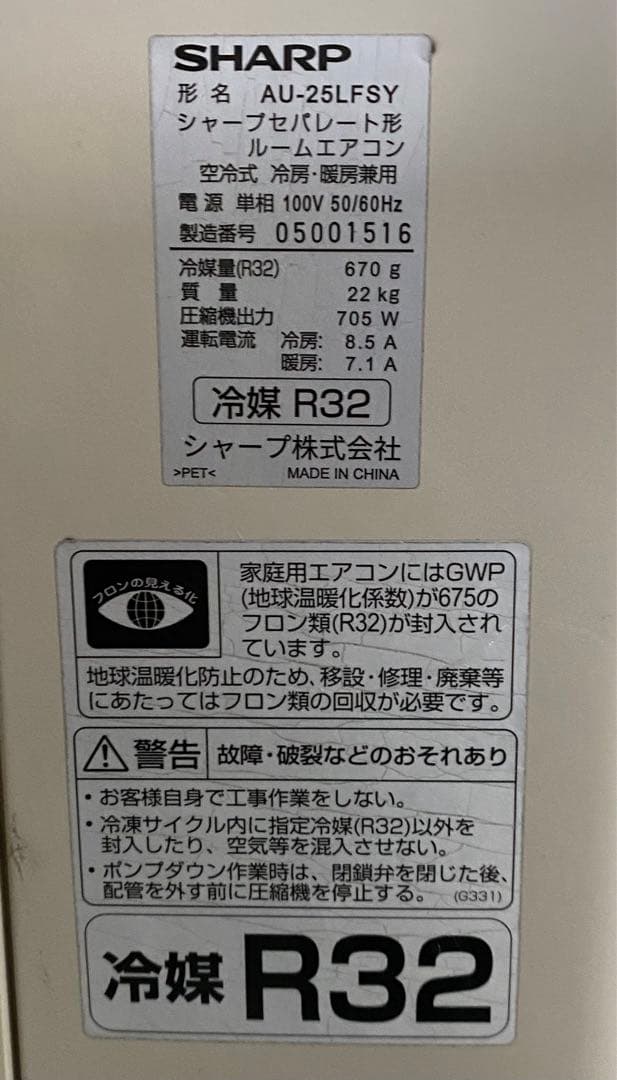 SHARP
形名 AU-25LFSY
シャープセパレート形
ルームエアコン
空冷式 冷房・暖房兼用
電源 単相 100V 50/60Hz
製造番号 05001516
冷媒量(R32) 670 g
質量 22 kg
圧縮機出力 705 W
運転電流 冷房: 8.5 A
暖房: 7.1 A
冷媒 R32
シャープ株式会社
>PET< MADE IN CHINA
フロンの見える化
家庭用エアコンにはGWP
(地球温暖化係数)が675の
フロン類(R32)が封入され
ています。
地球温暖化防止のため、移設・修理・廃棄等
にあたってはフロン類の回収が必要です。
警告 故障・破裂などのおそれあり
・お客様自身で工事作業をしない。
・冷凍サイクル内に指定冷媒(R32)以外を
封入したり、空気等を混入させない。
・ポンプダウン作業時は、閉鎖弁を閉じた後、
配管を外す前に圧縮機を停止する。 (G331)
冷媒 R32